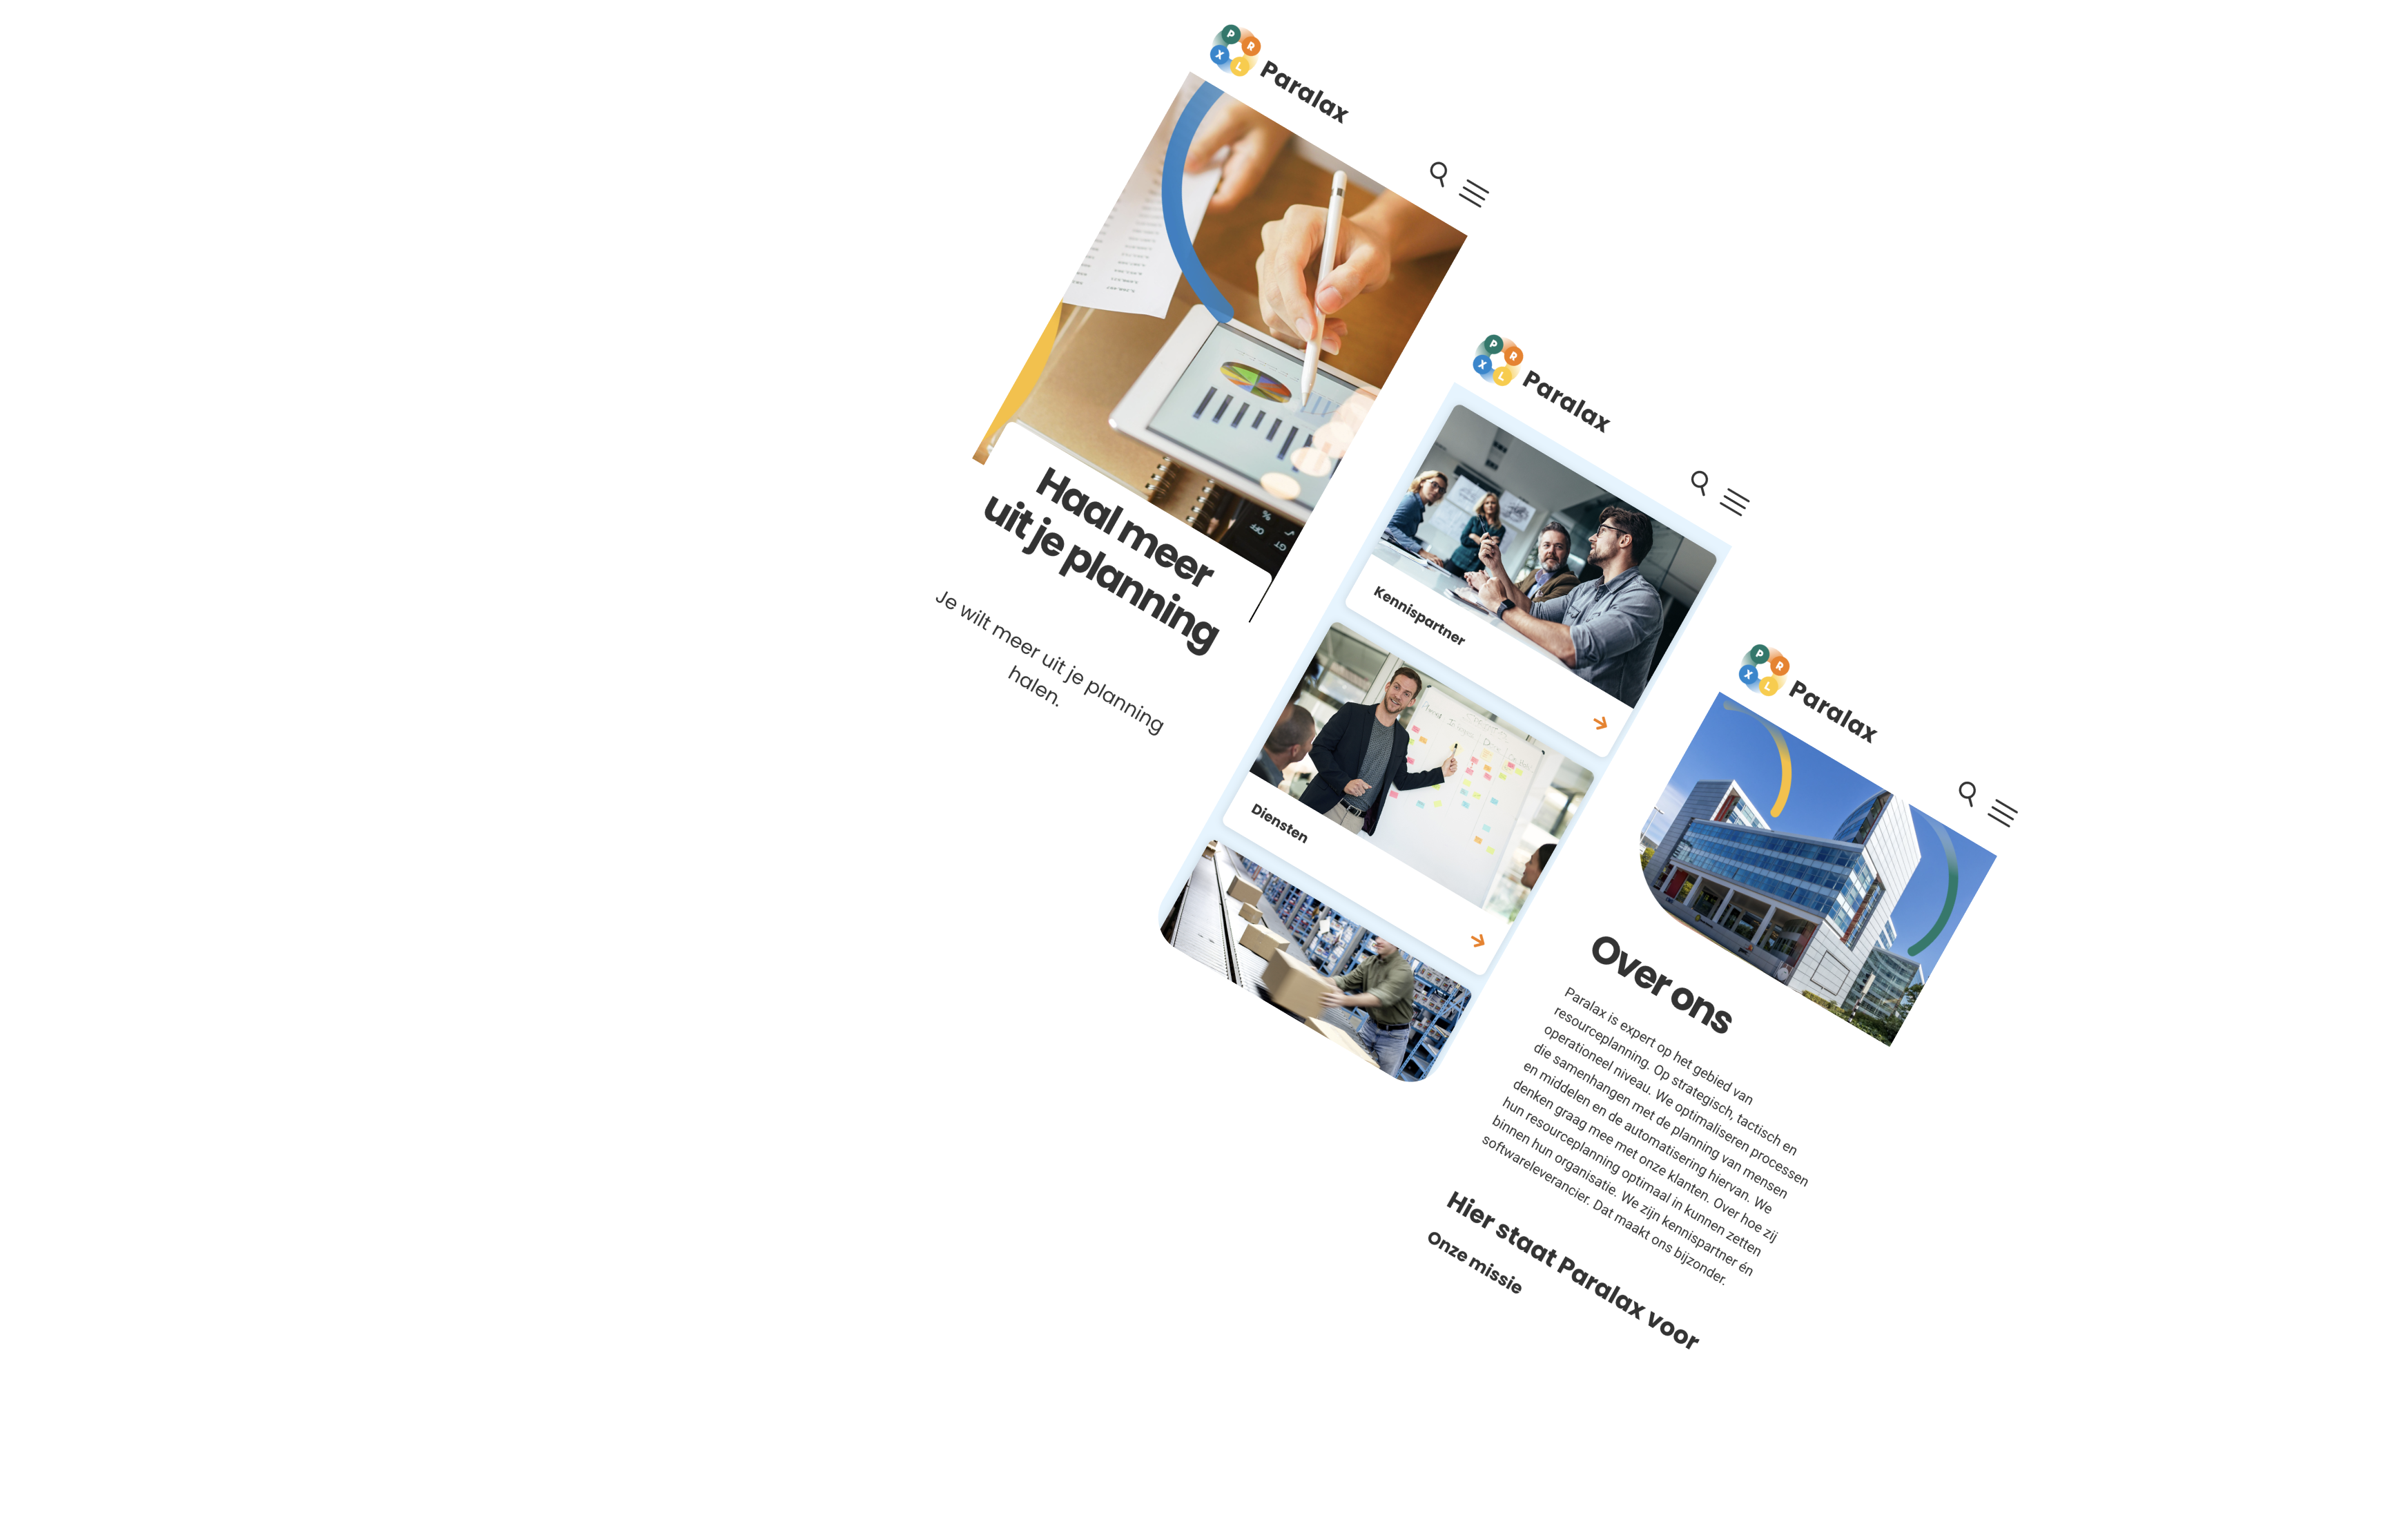 P
R
X
L
Paralax
GT
OFF
%
Haal meer
uit je planning
Je wilt meer uit je planning
halen.
P
R
X
L
Paralax
Kennispartner
Diensten
P
R
X
L
Paralax
Over ons
Paralax is expert op het gebied van
resourceplanning. Op strategisch, tactisch en
operationeel niveau. We optimaliseren processen
die samenhangen met de planning van mensen
en middelen en de automatisering hiervan. We
denken graag mee met onze klanten. Over hoe zij
hun resourceplanning optimaal in kunnen zetten
binnen hun organisatie. We zijn kennispartner én
softwareleverancier. Dat maakt ons bijzonder.
Hier staat Paralax voor
Onze missie